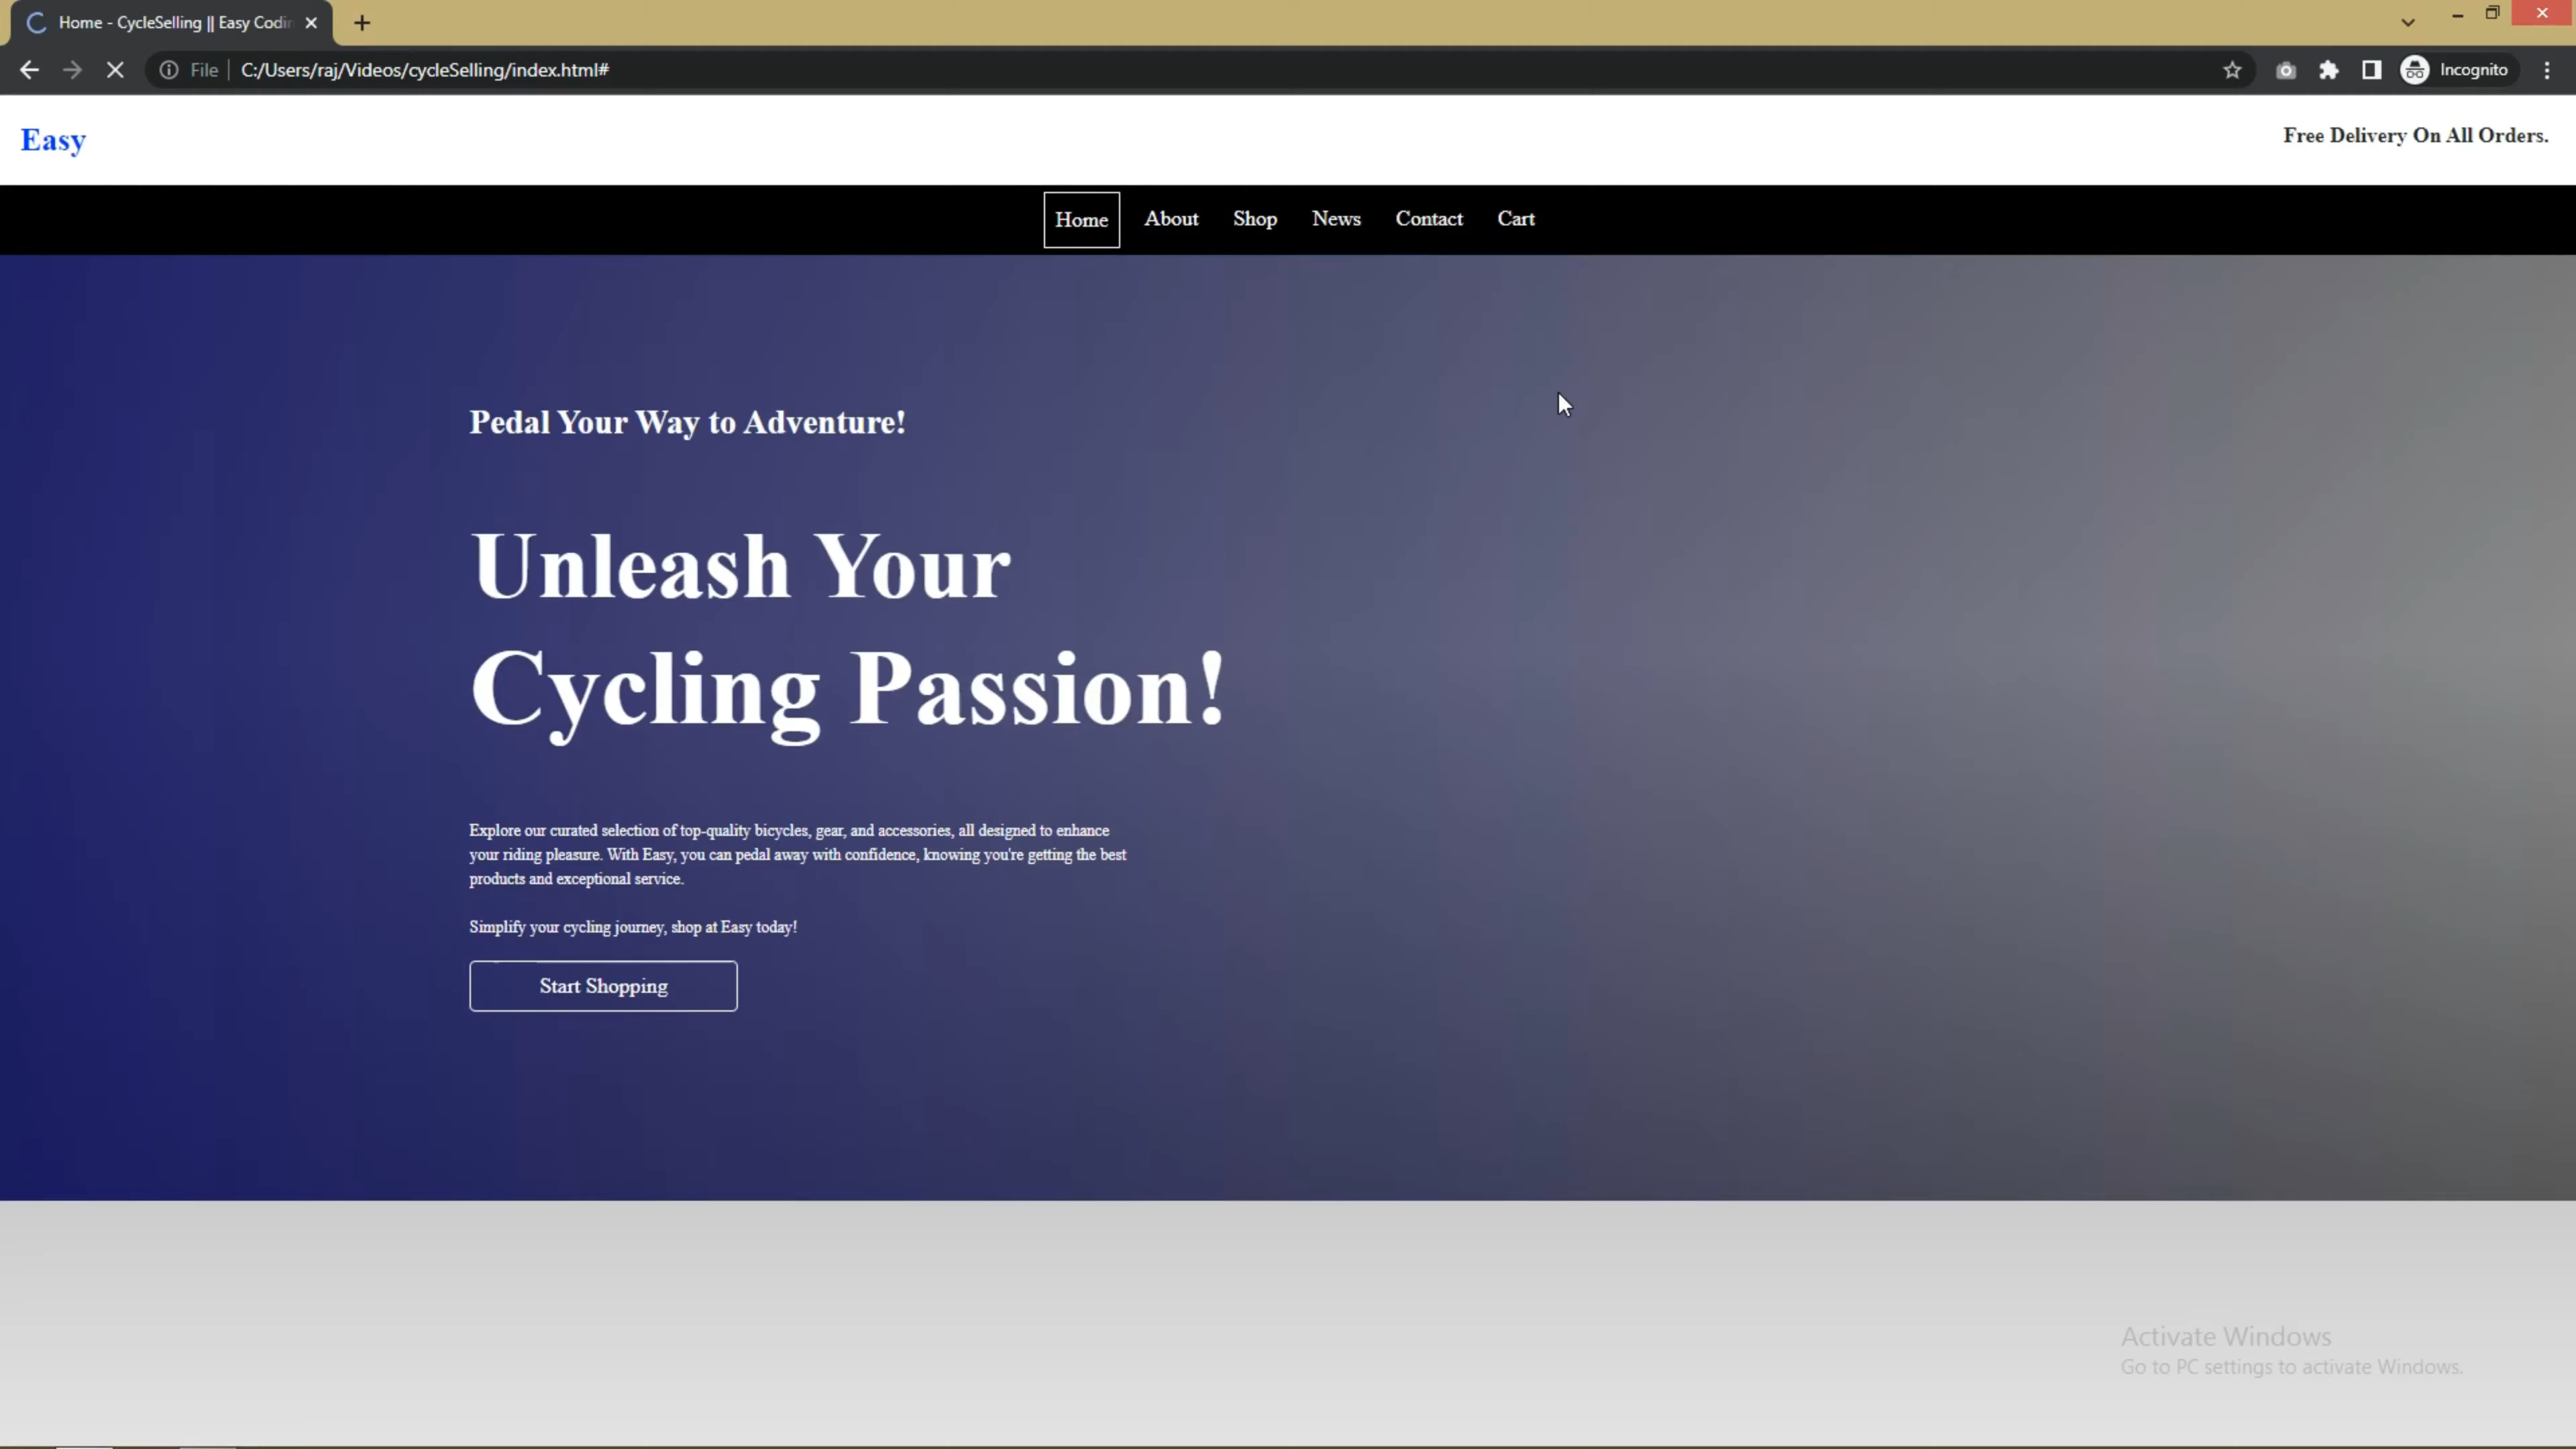 Home - CycleSelling || Easy Codin
File
C:/Users/raj/Videos/cycleSelling/index.html#
Incognito
Easy
Free Delivery On All Orders.
Home
About
Shop
News
Contact
Cart
Pedal Your Way to Adventure!
Unleash Your
Cycling Passion!
Explore our curated selection of top-quality bicycles, gear, and accessories, all designed to enhance
your riding pleasure. With Easy, you can pedal away with confidence, knowing you're getting the best
products and exceptional service.
Simplify your cycling journey, shop at Easy today!
Start Shopping
Activate Windows
Go to PC settings to activate Windows.